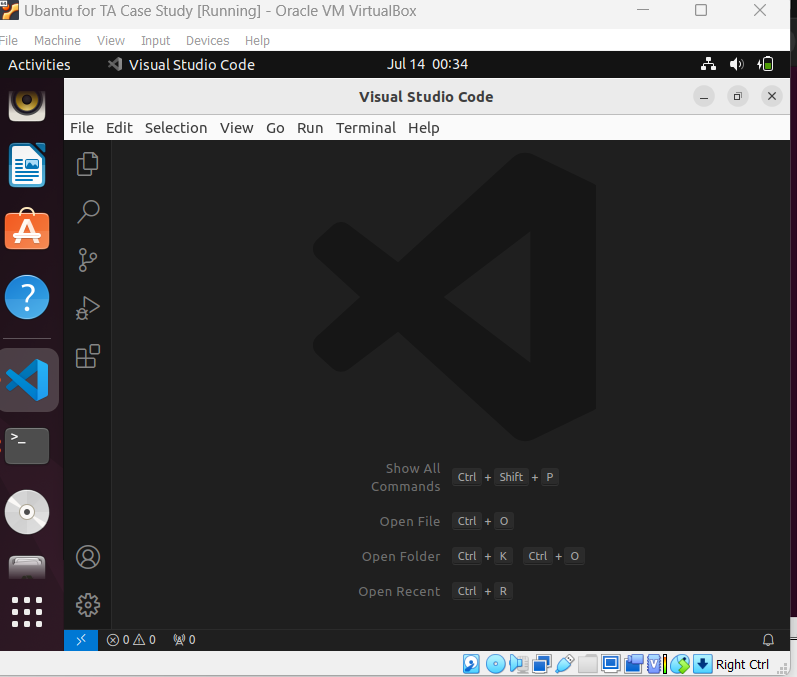 Ubantu for TA Case Study [Running] - Oracle VM VirtualBox
File Machine View Input Devices Help
Activities Visual Studio Code Jul 14 00:34
Visual Studio Code
File Edit Selection View Go Run Terminal Help
Show All
Commands Ctrl + Shift + P
Open File Ctrl + O
Open Folder Ctrl + K Ctrl + O
Open Recent Ctrl + R
0 0 0
Right Ctrl